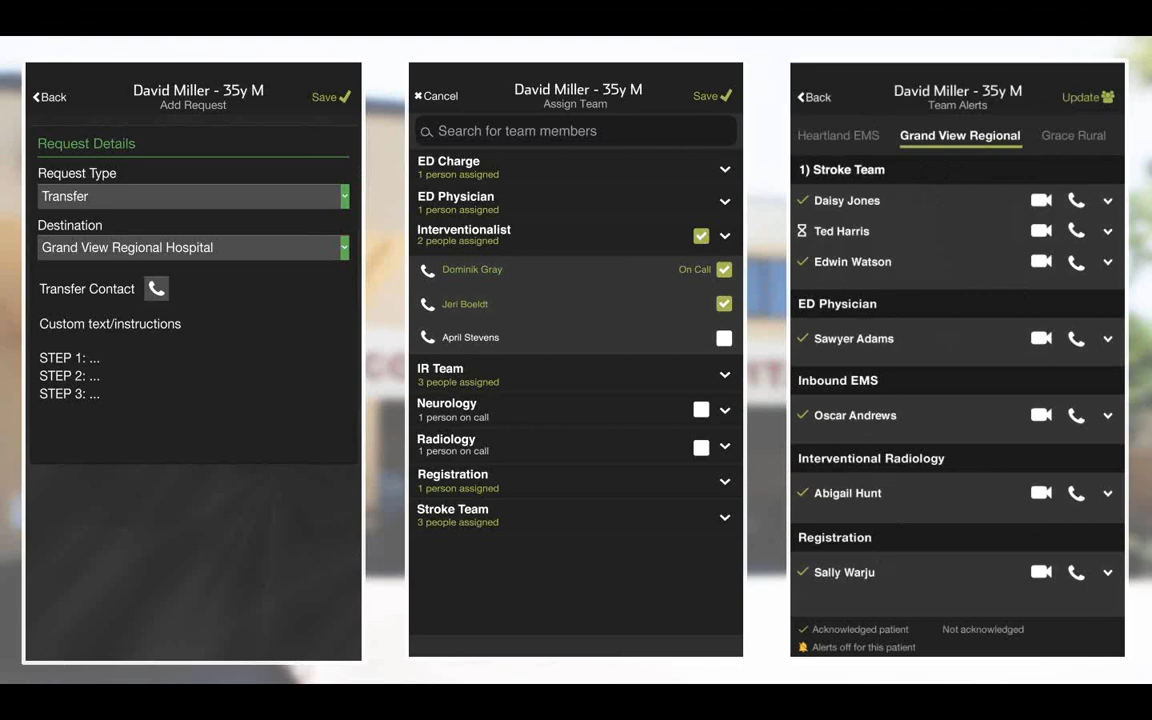 Back
David Miller - 35y M
Add Request
Save
Request Details
Request Type
Transfer
Destination
Grand View Regional Hospital
Transfer Contact
Custom text/instructions
STEP 1: ...
STEP 2: ...
STEP 3: ...
Cancel
David Miller - 35y M
Assign Team
Save
Search for team members
ED Charge
1 person assigned
ED Physician
1 person assigned
Interventionalist
2 people assigned
Dominik Gray
On Call
Jeri Boeldt
April Stevens
IR Team
3 people assigned
Neurology
1 person on call
Radiology
1 person on call
Registration
1 person assigned
Stroke Team
3 people assigned
Back
David Miller - 35y M
Team Alerts
Update
Heartland EMS
Grand View Regional
Grace Rural
1) Stroke Team
Daisy Jones
Ted Harris
Edwin Watson
ED Physician
Sawyer Adams
Inbound EMS
Oscar Andrews
Interventional Radiology
Abigail Hunt
Registration
Sally Warju
Acknowledged patient
Not acknowledged
Alerts off for this patient